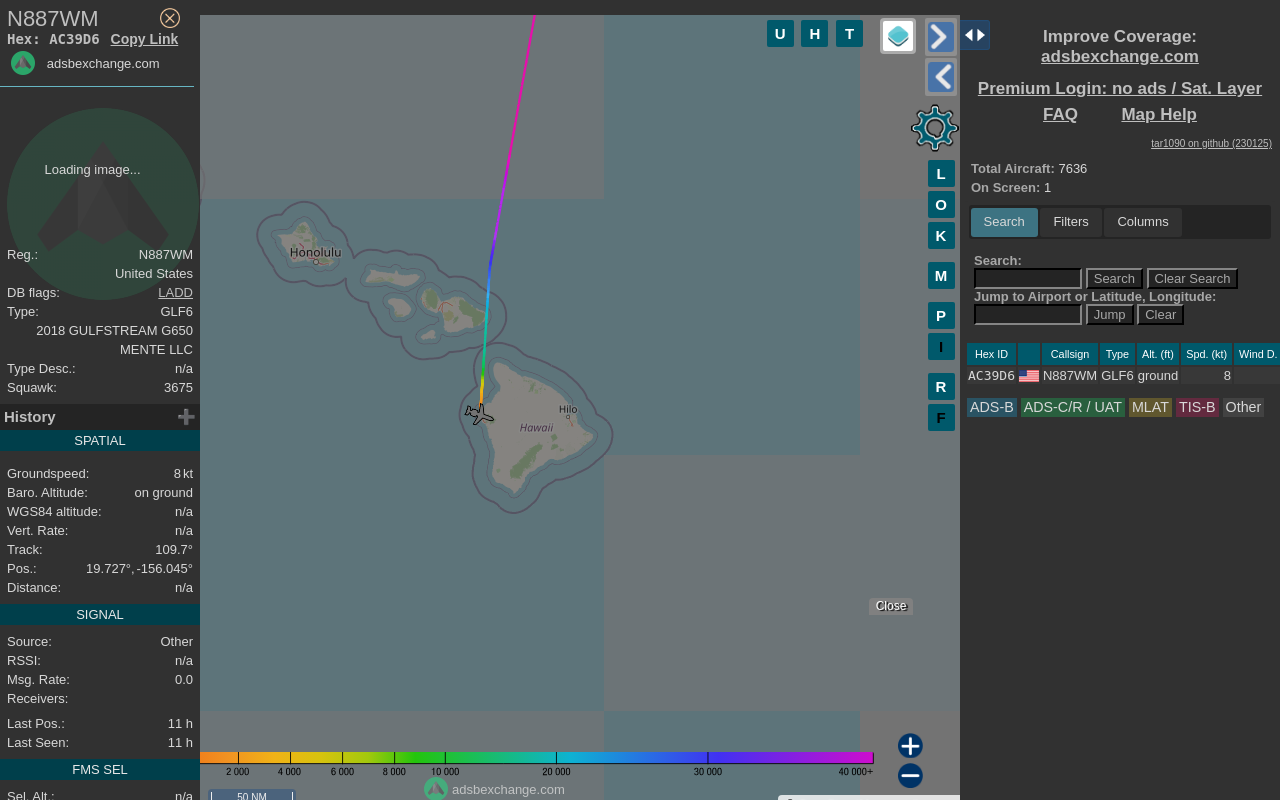 N887WM
Hex: AC39D6 Copy Link
adsbexchange.com
Loading image...
Reg.: N887WM
United States
DB flags: LADD
Type: GLF6
2018 GULFSTREAM G650
MENTE LLC
Type Desc.: n/a
Squawk: 3675
History
SPATIAL
Groundspeed: 8 kt
Baro. Altitude: on ground
WGS84 altitude: n/a
Vert. Rate: n/a
Track: 109.7°
Pos.: 19.727°, -156.045°
Distance: n/a
SIGNAL
Source: Other
RSSI: n/a
Msg. Rate: 0.0
Receivers:
Last Pos.: 11 h
Last Seen: 11 h
FMS SEL
Sel. Alt.: n/a
U H T
Honolulu
Hilo
Hawaii
L
O
K
M
P
I
R
F
Close
2 000 4 000 6 000 8 000 10 000 20 000 30 000 40 000+
adsbexchange.com
50 NM
Improve Coverage:
adsbexchange.com
Premium Login: no ads / Sat. Layer
FAQ Map Help
tar1090 on github (230125)
Total Aircraft: 7636
On Screen: 1
Search Filters Columns
Search:
Search Clear Search
Jump to Airport or Latitude, Longitude:
Jump Clear
Hex ID Callsign Type Alt. (ft) Spd. (kt) Wind D.
AC39D6 N887WM GLF6 ground 8
ADS-B ADS-C/R / UAT MLAT TIS-B Other